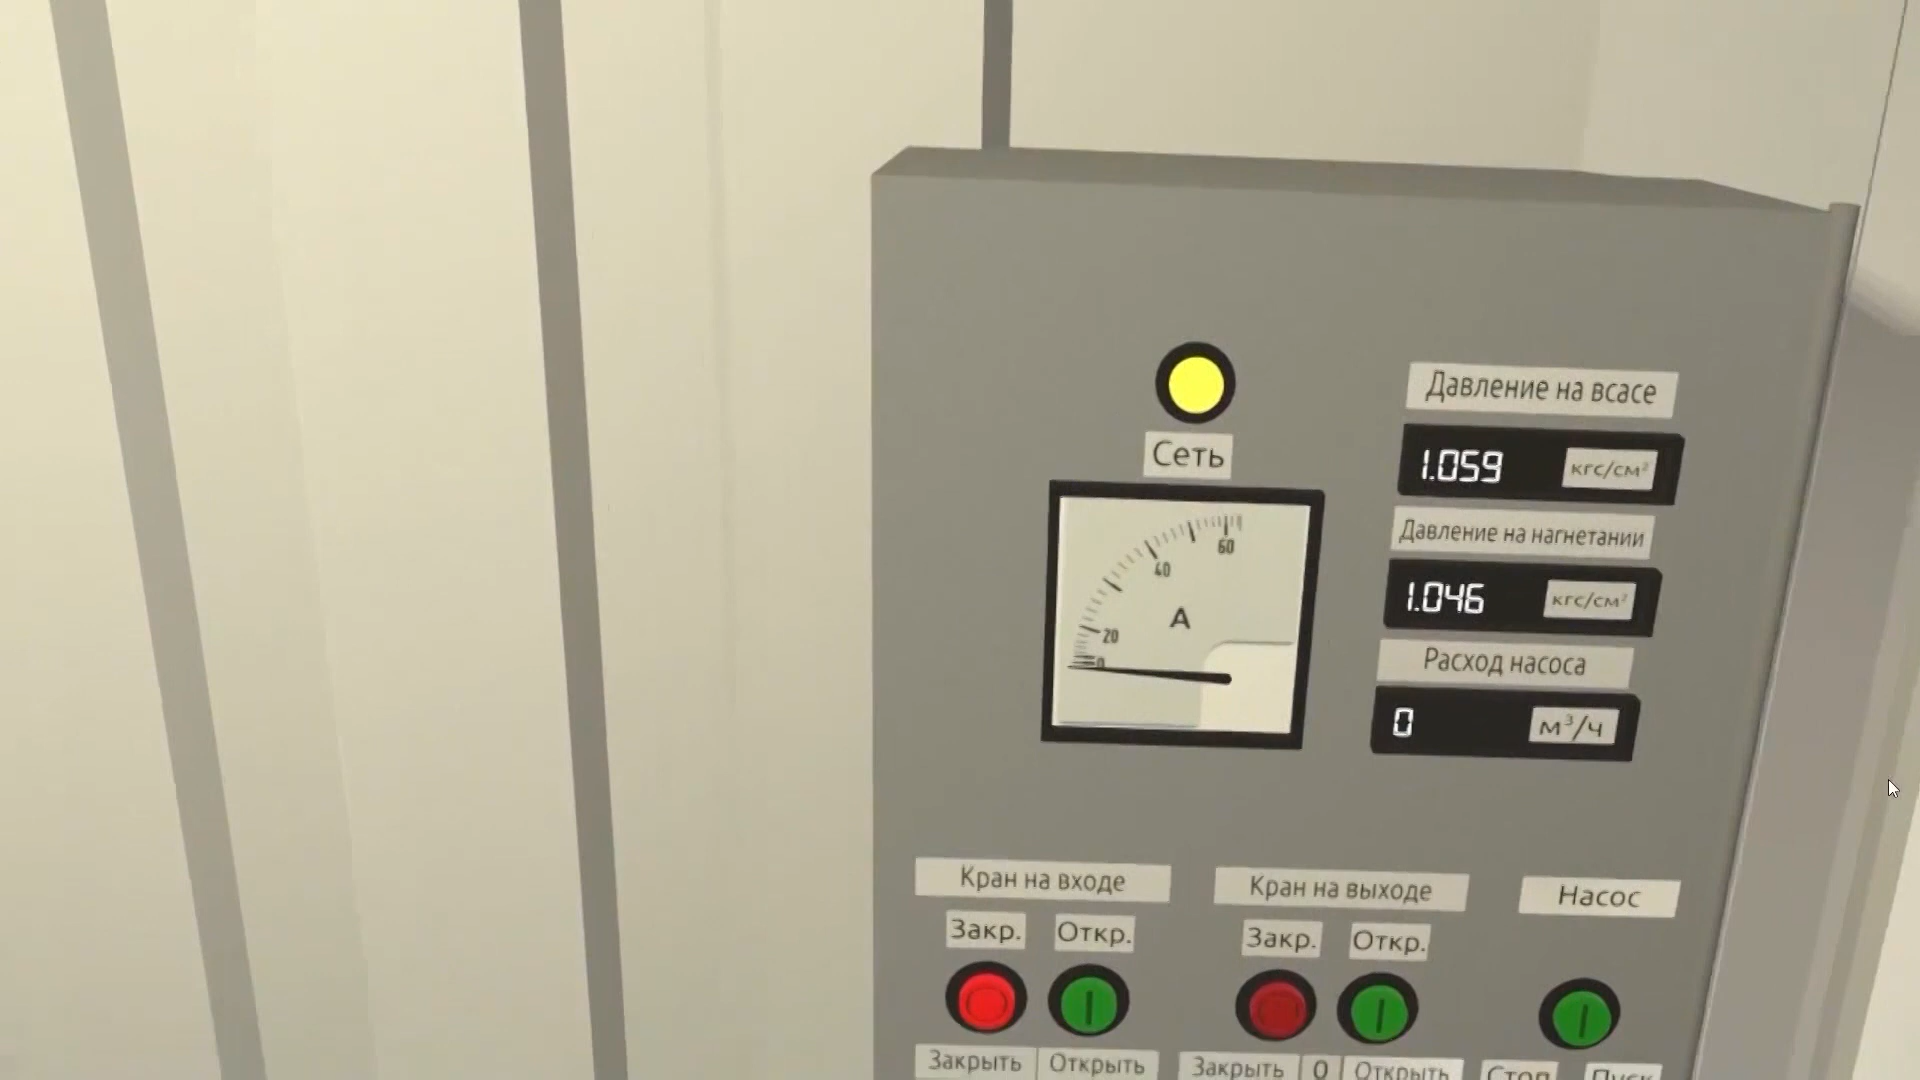 Сеть
60
40
A
20
0
Давление на всасе
1.059 кгс/см²
Давление на нагнетании
1.046 кгс/см²
Расход насоса
0 м³/ч
Кран на входе
Закр. Откр.
Закрыть Открыть
Кран на выходе
Закр. Откр.
Закрыть 0 Открыть
Насос
Стоп Пуск